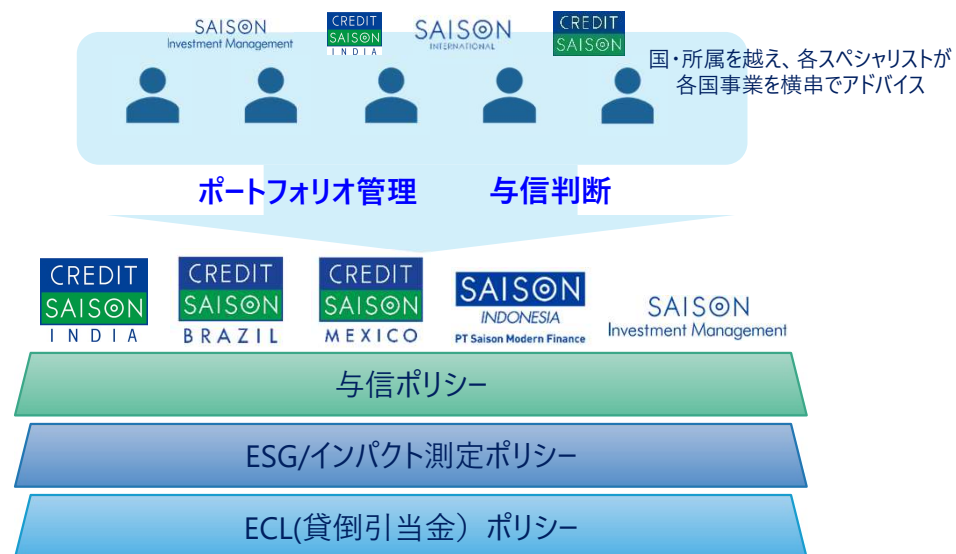 SAISON
Investment Management
CREDIT
SAISON
INDIA
SAISON
INTERNATIONAL
CREDIT
SAISON
国・所属を越え、各スペシャリストが
各国事業を横串でアドバイス
ポートフォリオ管理 与信判断
CREDIT
SAISON
INDIA
CREDIT
SAISON
BRAZIL
CREDIT
SAISON
MEXICO
SAISON
INDONESIA
PT Saison Modern Finance
SAISON
Investment Management
与信ポリシー
ESG/インパクト測定ポリシー
ECL(貸倒引当金）ポリシー